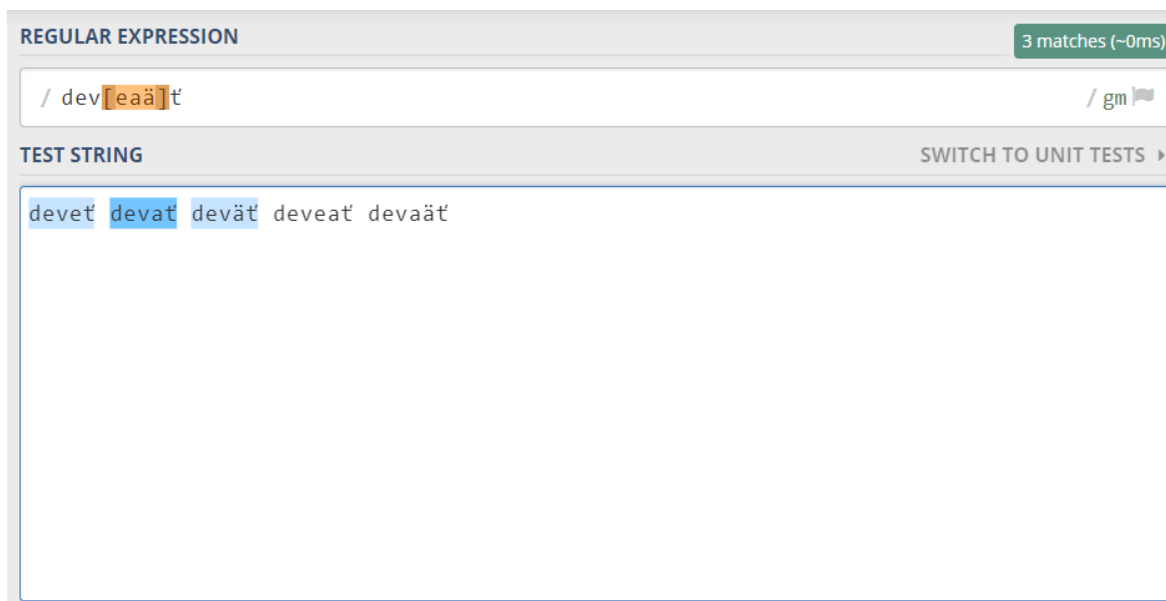 REGULAR EXPRESSION
3 matches (~0ms)
/ dev[eaä]ť / gm
TEST STRING
SWITCH TO UNIT TESTS
deveť devať deväť deveať devaäť